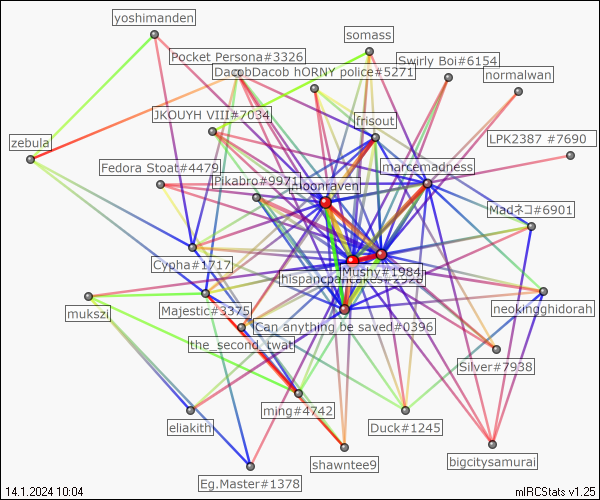 yoshimanden
somass
Pocket Persona#3326
Swirly Boi#6154
DacobDacob hORNY police#5271
normalwan
JKOUYH VIII#7034
frisout
zebula
LPK2387 #7690
Fedora Stoat#4479
marcemadness
Pikabro#9971
moonraven
Madネコ#6901
Cypha#1717
Mushy#1984
hispancpancakes#2928
mukszi
Majestic#3375
neokingghidorah
Can anything be saved#0396
the_second_twat
Silver#7938
ming#4742
eliakith
Duck#1245
shawntee9
bigcitysamurai
Eg.Master#1378
14.1.2024 10:04
mIRCStats v1.25